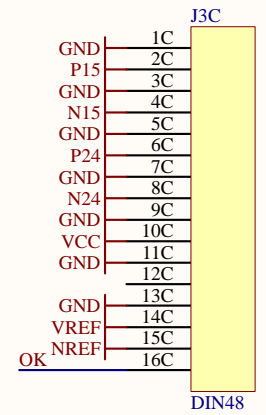 J3C
1C
GND
2C
P15
3C
GND
4C
N15
5C
GND
6C
P24
7C
GND
8C
N24
9C
GND
10C
VCC
11C
GND
12C
13C
GND
14C
VREF
15C
NREF
16C
OK
DIN48